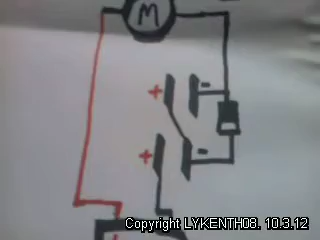 M
+
-
+
-
+
Copyright LYKENTH08. 10.3.12